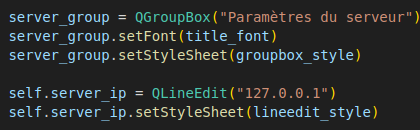 server_group = QGroupBox("Paramètres du serveur")
server_group.setFont(title_font)
server_group.setStyleSheet(groupbox_style)
self.server_ip = QLineEdit("127.0.0.1")
self.server_ip.setStyleSheet(lineedit_style)